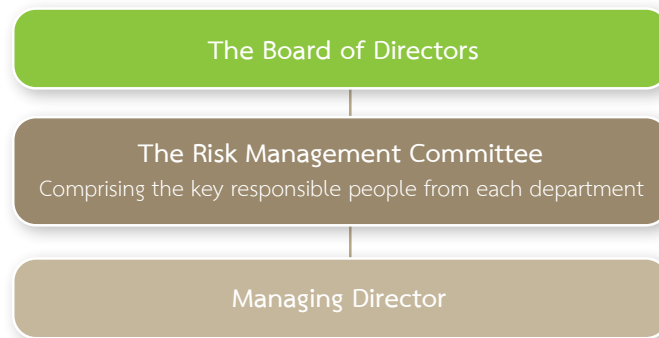 The Board of Directors
The Risk Management Committee
Comprising the key responsible people from each department
Managing Director